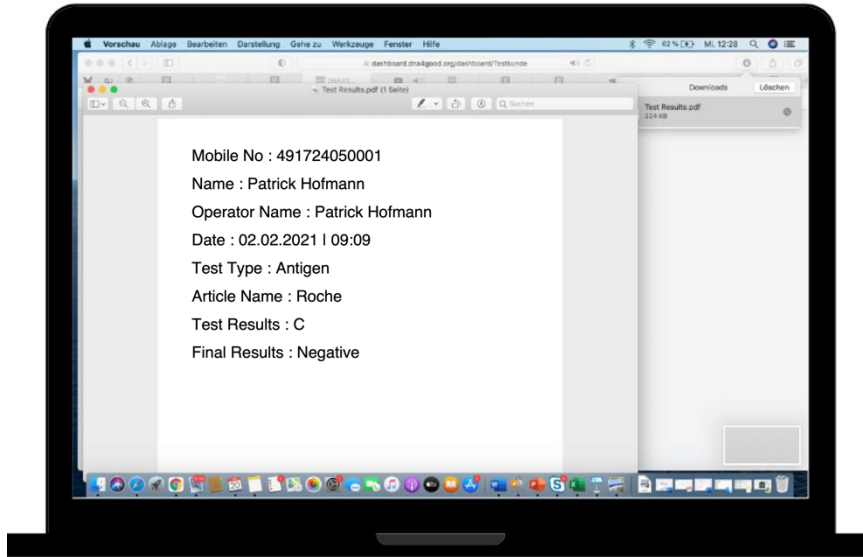 Vorschau Ablage Bearbeiten Darstellung Gehe zu Werkzeuge Fenster Hilfe 62 % Mi. 12:28
dashboard.dna4good.org/dashboard/Testkunde
Test Results.pdf (1 Seite)
Suchen
Downloads Löschen
Test Results.pdf
224 KB
Mobile No : 491724050001
Name : Patrick Hofmann
Operator Name : Patrick Hofmann
Date : 02.02.2021 | 09:09
Test Type : Antigen
Article Name : Roche
Test Results : C
Final Results : Negative